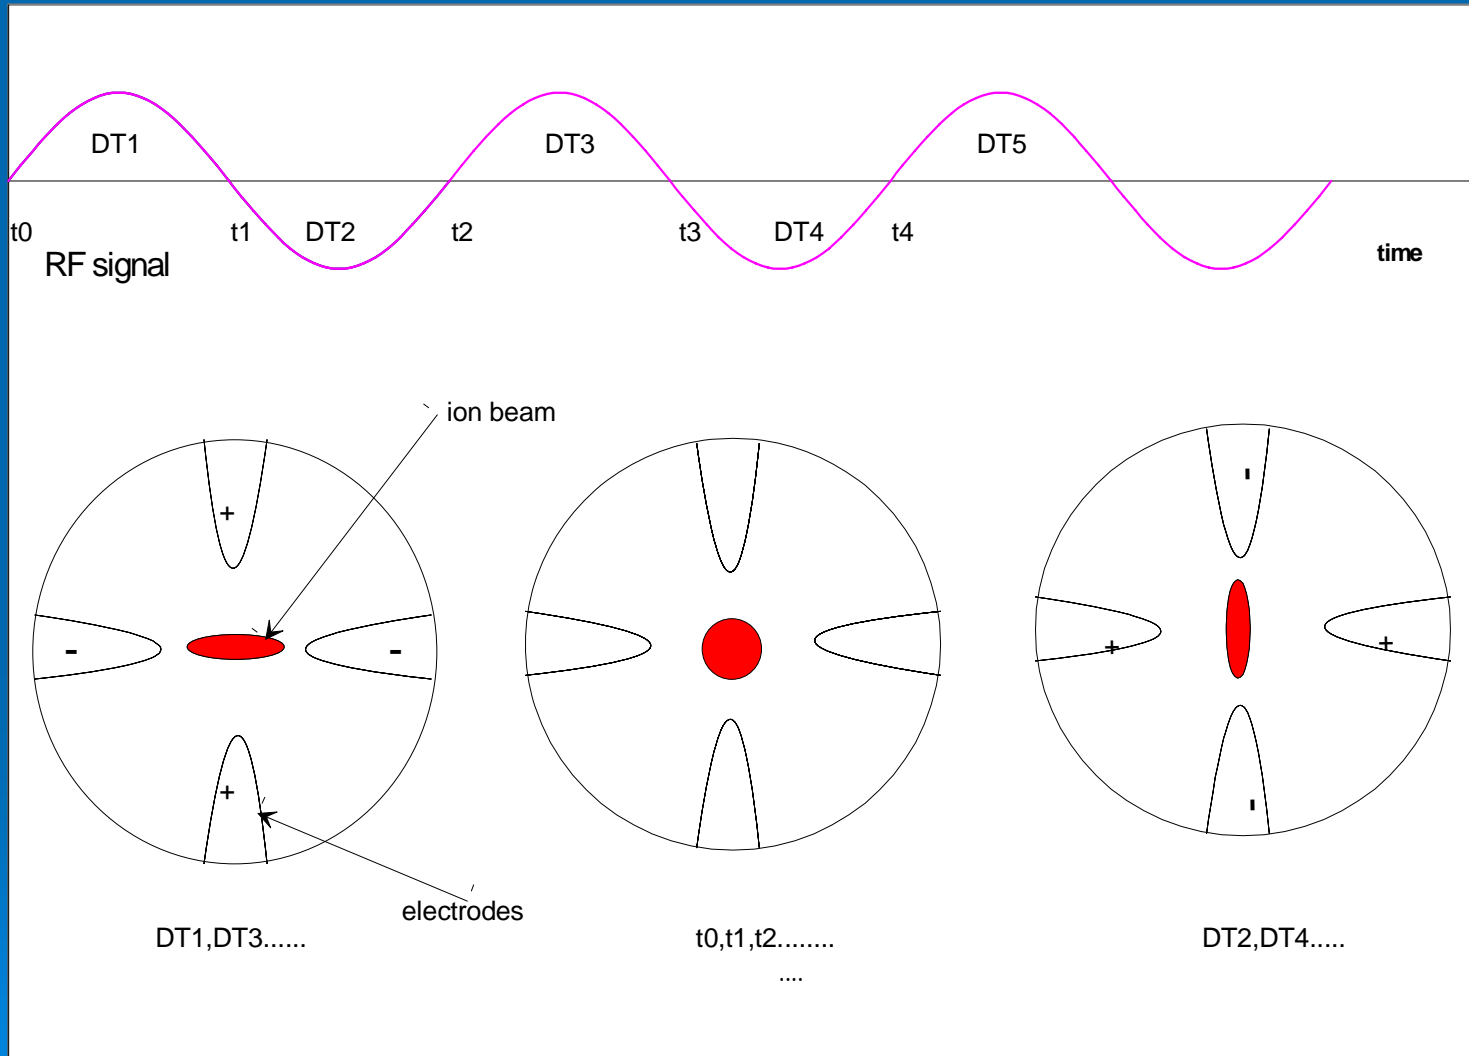 DT1
DT3
DT5
t0
t1
DT2
t2
t3
DT4
t4
RF signal
time
ion beam
+
-
-
+
-
+
+
-
electrodes
DT1,DT3......
t0,t1,t2........
....
DT2,DT4.....